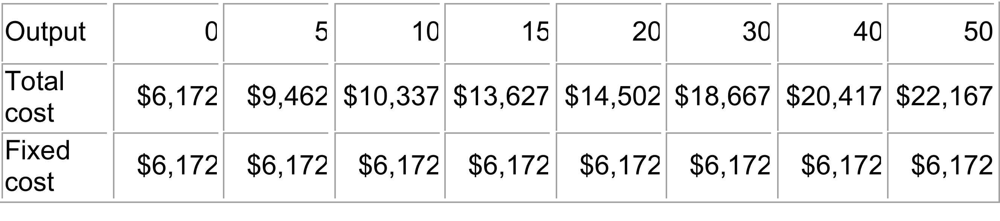 Output 0 5 10 15 20 30 40 50
Total cost $6,172 $9,462 $10,337 $13,627 $14,502 $18,667 $20,417 $22,167
Fixed cost $6,172 $6,172 $6,172 $6,172 $6,172 $6,172 $6,172 $6,172